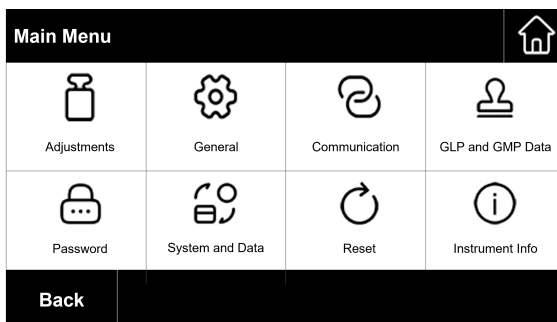 Main Menu
Adjustments
General
Communication
GLP and GMP Data
Password
System and Data
Reset
Instrument Info
Back